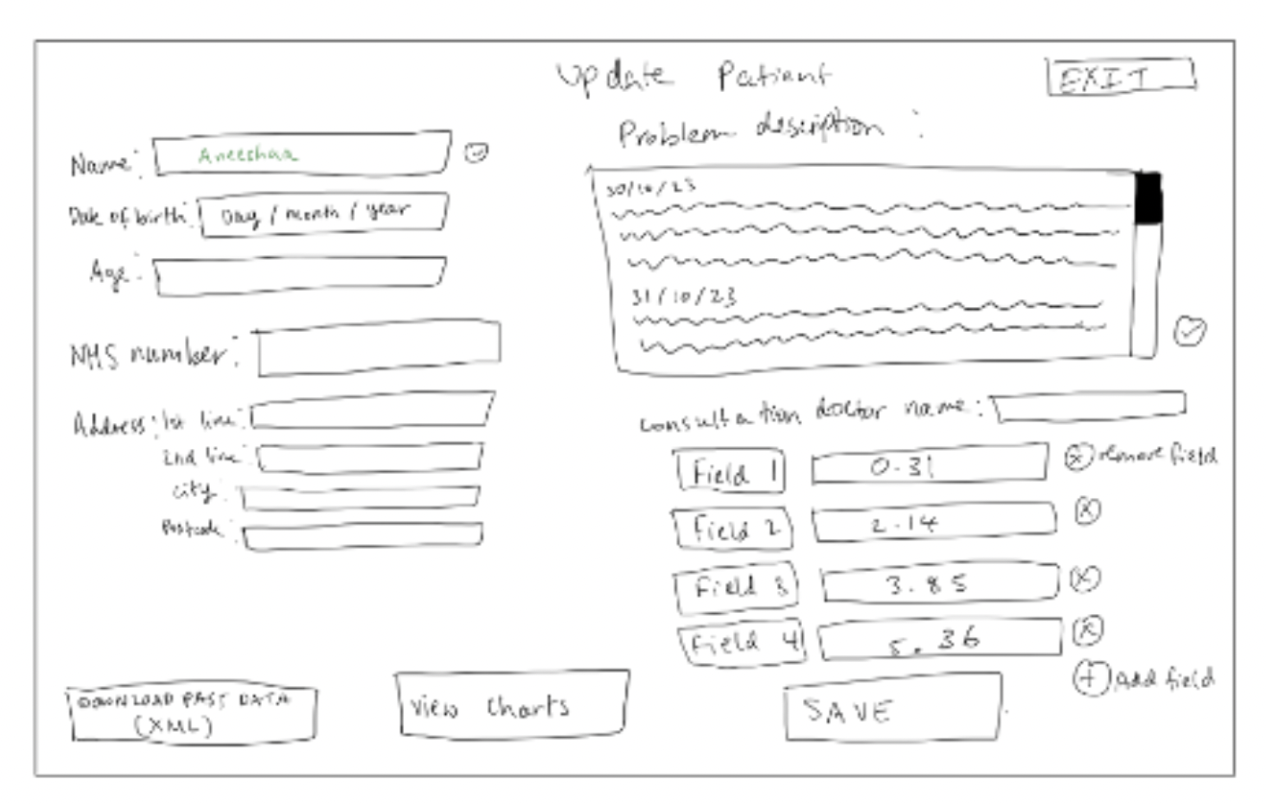 Update Patient
EXIT
Name: Aneeshaa
Date of birth: Day / month / year
Age:
NHS number:
Address: 1st line:
2nd line:
city:
Postcode:
Problem description :
30/10/23
31/10/23
consultation doctor name:
Field 1 0.31 remove field
Field 2 2.14
Field 3 3.85
Field 4 5.36
Add field
DOWNLOAD PAST DATA
(XML)
View Charts
SAVE